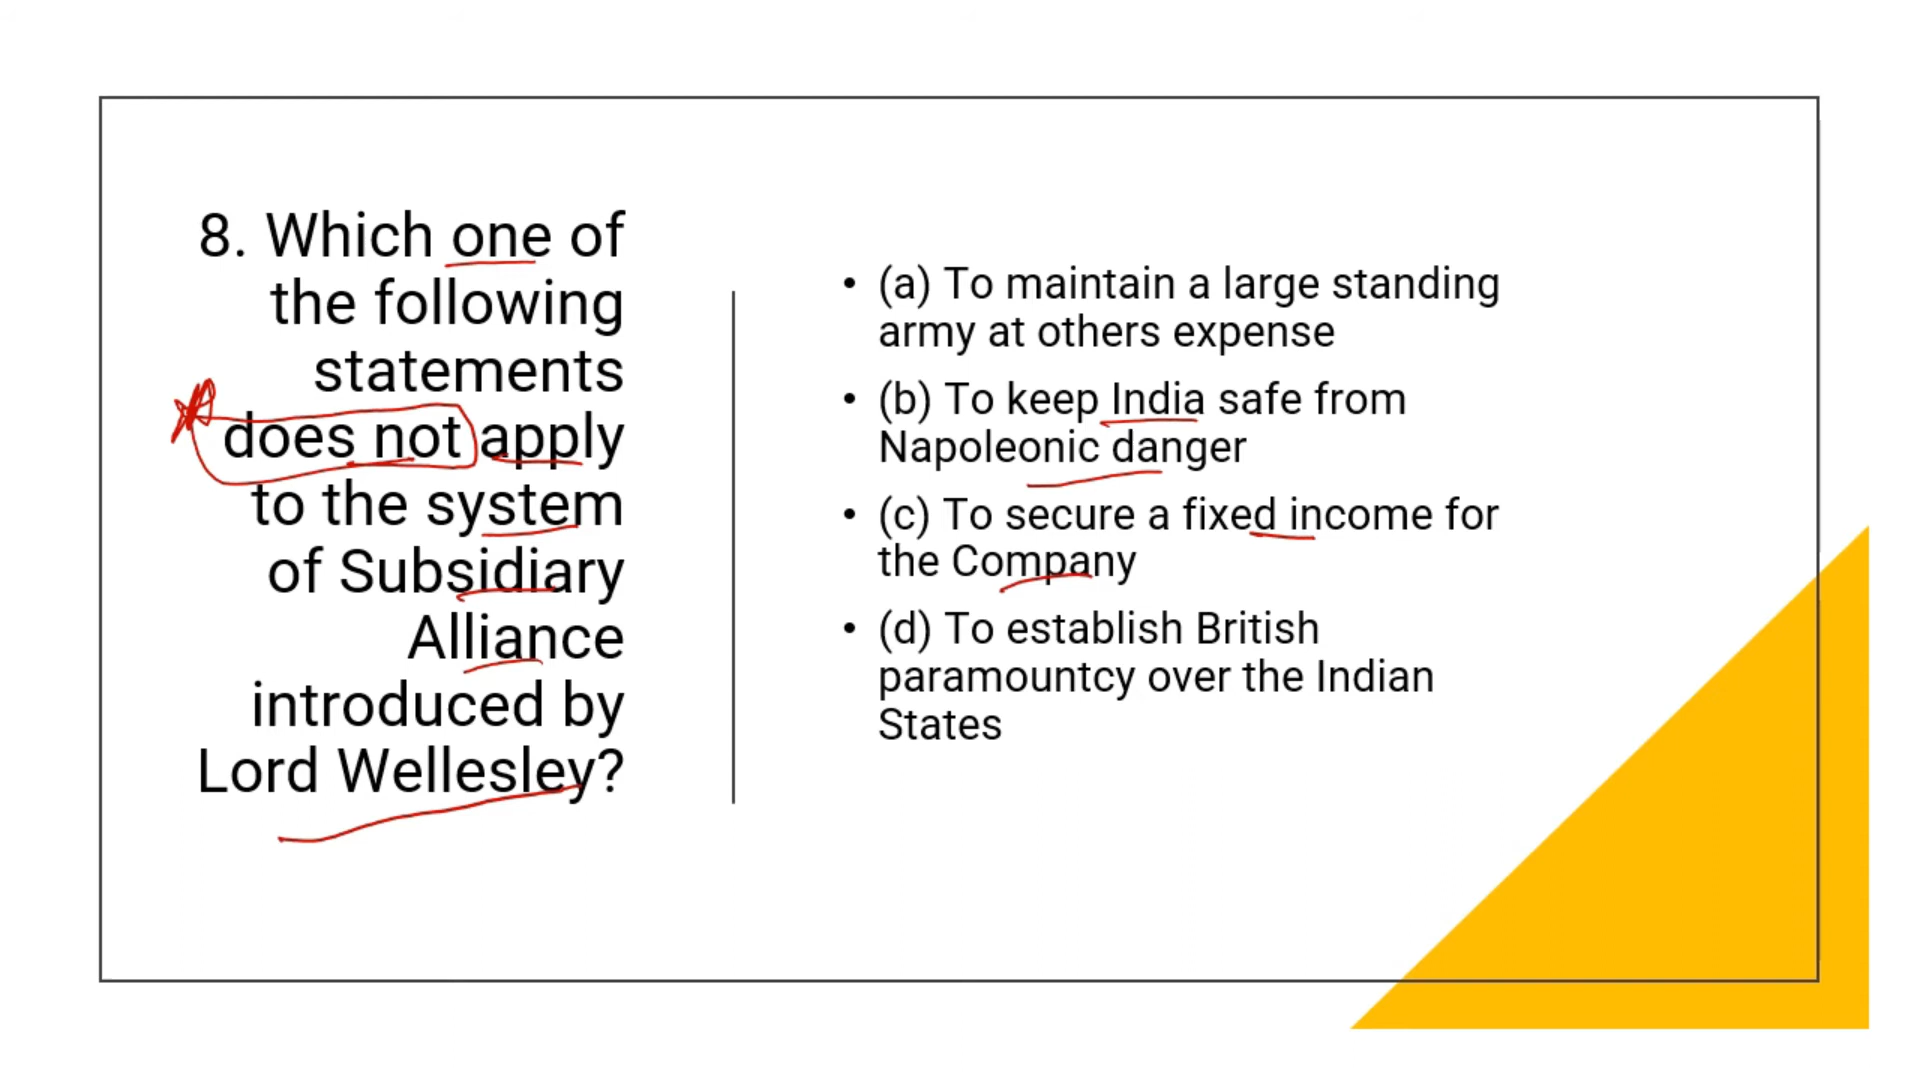 8. Which one of
the following
statements
does not apply
to the system
of Subsidiary
Alliance
introduced by
Lord Wellesley?
• (a) To maintain a large standing
army at others expense
• (b) To keep India safe from
Napoleonic danger
• (c) To secure a fixed income for
the Company
• (d) To establish British
paramountcy over the Indian
States